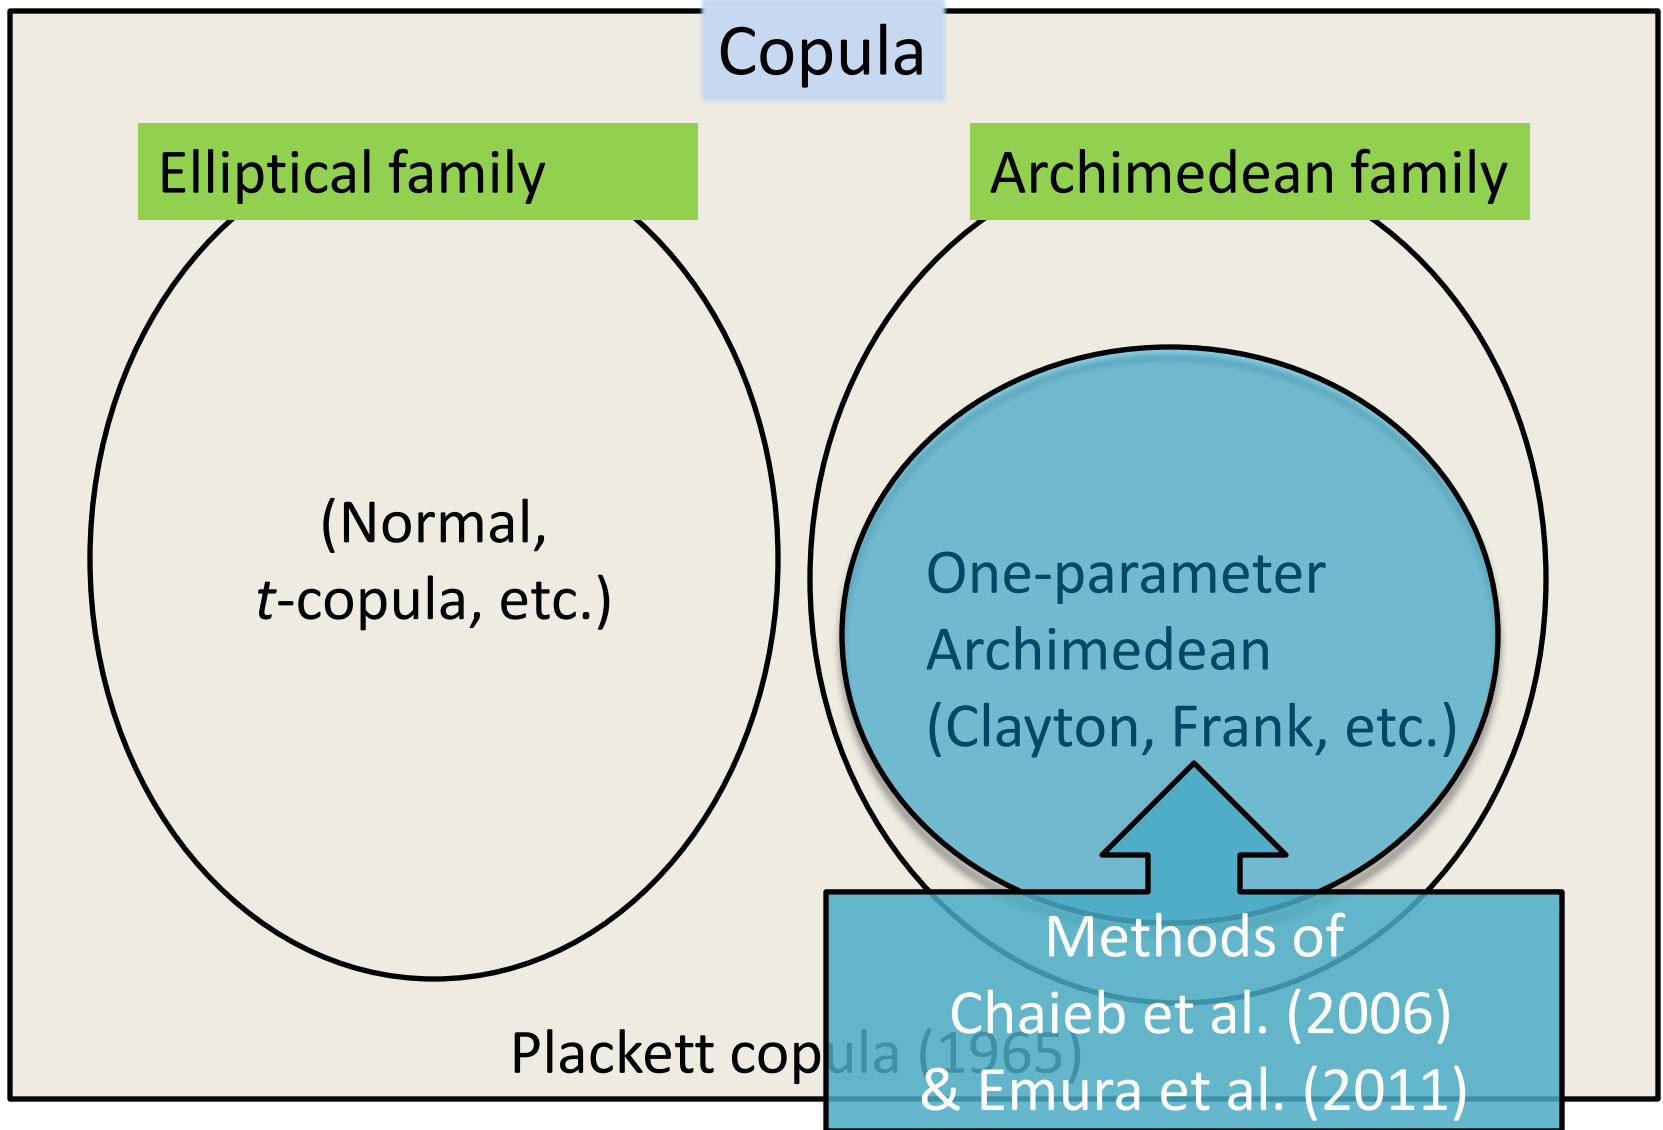 Copula
Elliptical family
Archimedean family
(Normal,
t-copula, etc.)
One-parameter
Archimedean
(Clayton, Frank, etc.)
Methods of
Chaieb et al. (2006)
& Emura et al. (2011)
Plackett copula (1965)